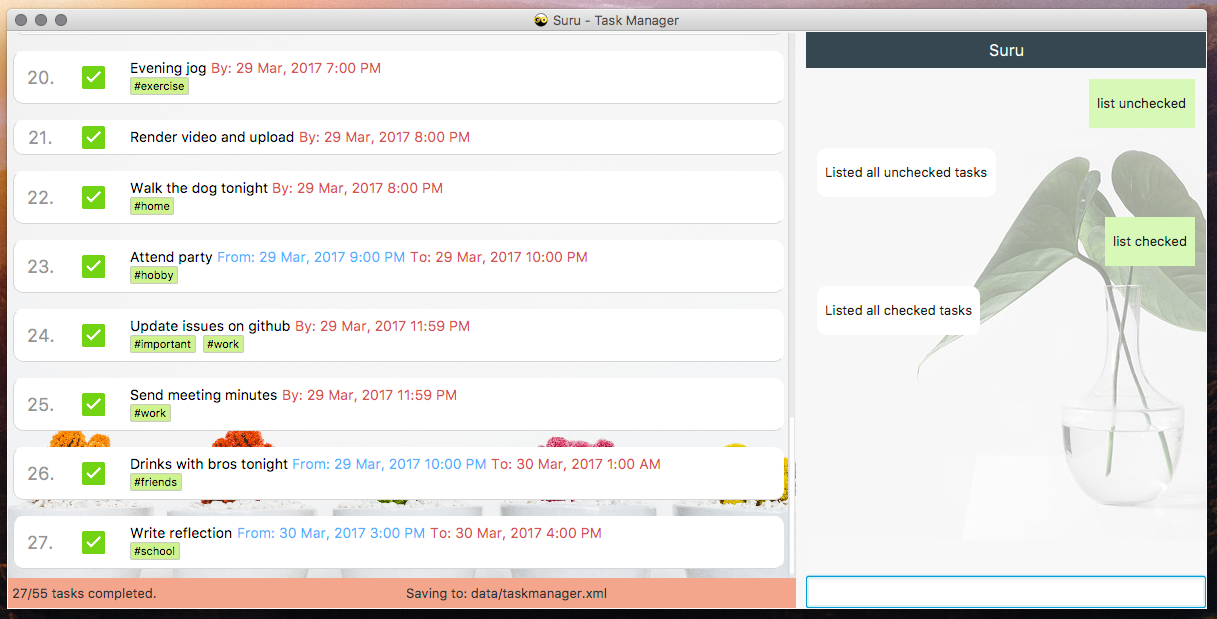 Suru - Task Manager
20.
Evening jog By: 29 Mar, 2017 7:00 PM
#exercise
21.
Render video and upload By: 29 Mar, 2017 8:00 PM
22.
Walk the dog tonight By: 29 Mar, 2017 8:00 PM
#home
23.
Attend party From: 29 Mar, 2017 9:00 PM To: 29 Mar, 2017 10:00 PM
#hobby
24.
Update issues on github By: 29 Mar, 2017 11:59 PM
#important #work
25.
Send meeting minutes By: 29 Mar, 2017 11:59 PM
#work
26.
Drinks with bros tonight From: 29 Mar, 2017 10:00 PM To: 30 Mar, 2017 1:00 AM
#friends
27.
Write reflection From: 30 Mar, 2017 3:00 PM To: 30 Mar, 2017 4:00 PM
#school
27/55 tasks completed.
Saving to: data/taskmanager.xml
Suru
list unchecked
Listed all unchecked tasks
list checked
Listed all checked tasks